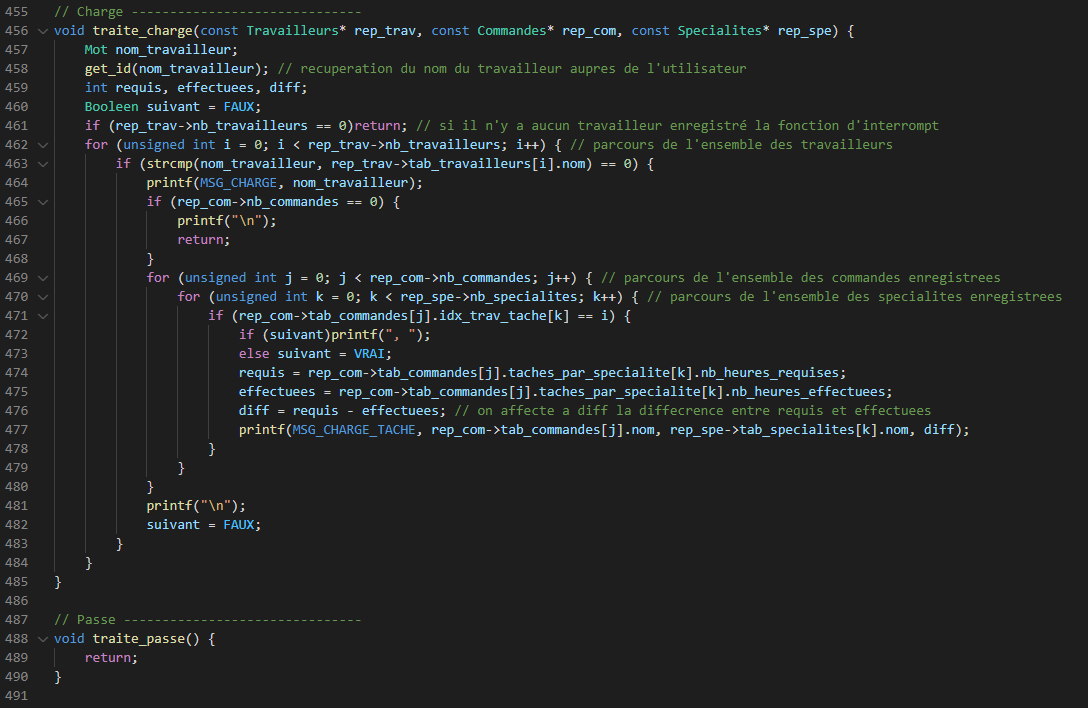 455 // Charge ------------------------------
456 void traite_charge(const Travailleurs* rep_trav, const Commandes* rep_com, const Specialites* rep_spe) {
457     Mot nom_travailleur;
458     get_id(nom_travailleur); // recuperation du nom du travailleur aupres de l'utilisateur
459     int requis, effectuees, diff;
460     Booleen suivant = FAUX;
461     if (rep_trav->nb_travailleurs == 0)return; // si il n'y a aucun travailleur enregistré la fonction d'interrompt
462     for (unsigned int i = 0; i < rep_trav->nb_travailleurs; i++) { // parcours de l'ensemble des travailleurs
463         if (strcmp(nom_travailleur, rep_trav->tab_travailleurs[i].nom) == 0) {
464             printf(MSG_CHARGE, nom_travailleur);
465             if (rep_com->nb_commandes == 0) {
466                 printf("\n");
467                 return;
468             }
469             for (unsigned int j = 0; j < rep_com->nb_commandes; j++) { // parcours de l'ensemble des commandes enregistrees
470                 for (unsigned int k = 0; k < rep_spe->nb_specialites; k++) { // parcours de l'ensemble des specialites enregistrees
471                     if (rep_com->tab_commandes[j].idx_trav_tache[k] == i) {
472                         if (suivant)printf(", ");
473                         else suivant = VRAI;
474                         requis = rep_com->tab_commandes[j].taches_par_specialite[k].nb_heures_requises;
475                         effectuees = rep_com->tab_commandes[j].taches_par_specialite[k].nb_heures_effectuees;
476                         diff = requis - effectuees; // on affecte a diff la diffecrence entre requis et effectuees
477                         printf(MSG_CHARGE_TACHE, rep_com->tab_commandes[j].nom, rep_spe->tab_specialites[k].nom, diff);
478                     }
479                 }
480             }
481             printf("\n");
482             suivant = FAUX;
483         }
484     }
485 }
486
487 // Passe -------------------------------
488 void traite_passe() {
489     return;
490 }
491